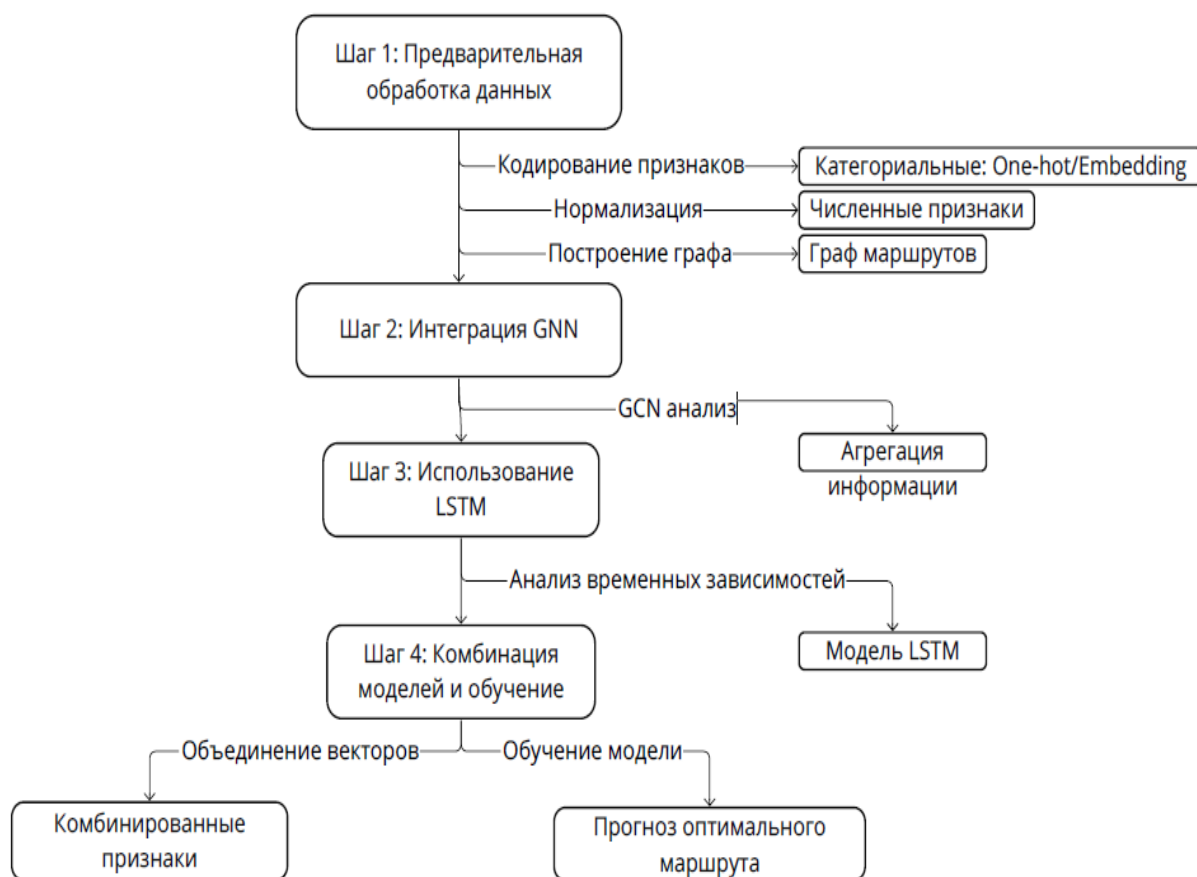 Шаг 1: Предварительная
обработка данных
Кодирование признаков
Категориальные: One-hot/Embedding
Нормализация
Численные признаки
Построение графа
Граф маршрутов
Шаг 2: Интеграция GNN
GCN анализ
Агрегация
информации
Шаг 3: Использование
LSTM
Анализ временных зависимостей
Модель LSTM
Шаг 4: Комбинация
моделей и обучение
Объединение векторов
Обучение модели
Комбинированные
признаки
Прогноз оптимального
маршрута